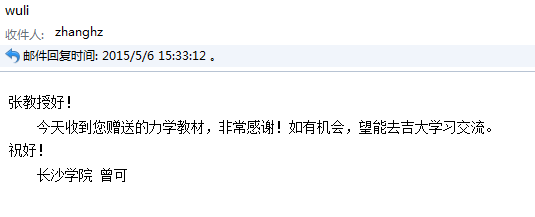 wuli
收件人: zhanghz
邮件回复时间: 2015/5/6 15:33:12 。
张教授好！
今天收到您赠送的力学教材，非常感谢！如有机会，望能去吉大学习交流。
祝好！
长沙学院 曾可